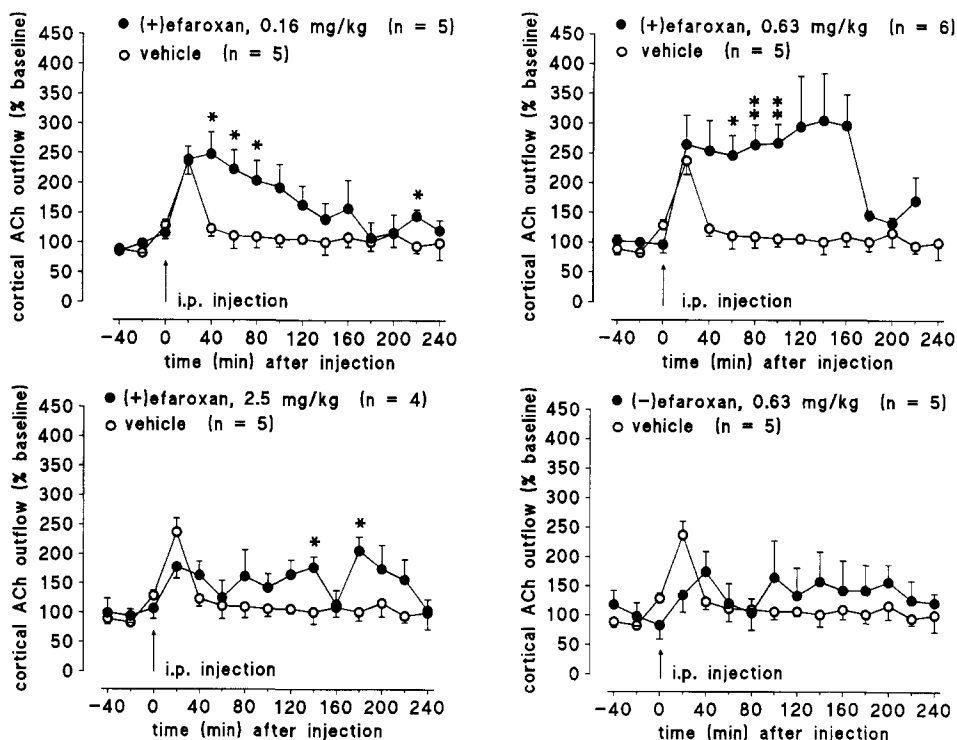 ● (+)efaroxan, 0.16 mg/kg (n = 5)
○ vehicle (n = 5)
cortical ACh outflow (% baseline)
450
400
350
300
250
200
150
100
50
0
* * * *
i.p. injection
−40 0 40 80 120 160 200 240
time (min) after injection
● (+)efaroxan, 0.63 mg/kg (n = 6)
○ vehicle (n = 5)
cortical ACh outflow (% baseline)
450
400
350
300
250
200
150
100
50
0
* ** **
i.p. injection
−40 0 40 80 120 160 200 240
time (min) after injection
● (+)efaroxan, 2.5 mg/kg (n = 4)
○ vehicle (n = 5)
cortical ACh outflow (% baseline)
450
400
350
300
250
200
150
100
50
0
* *
i.p. injection
−40 0 40 80 120 160 200 240
time (min) after injection
● (−)efaroxan, 0.63 mg/kg (n = 5)
○ vehicle (n = 5)
cortical ACh outflow (% baseline)
450
400
350
300
250
200
150
100
50
0
i.p. injection
−40 0 40 80 120 160 200 240
time (min) after injection